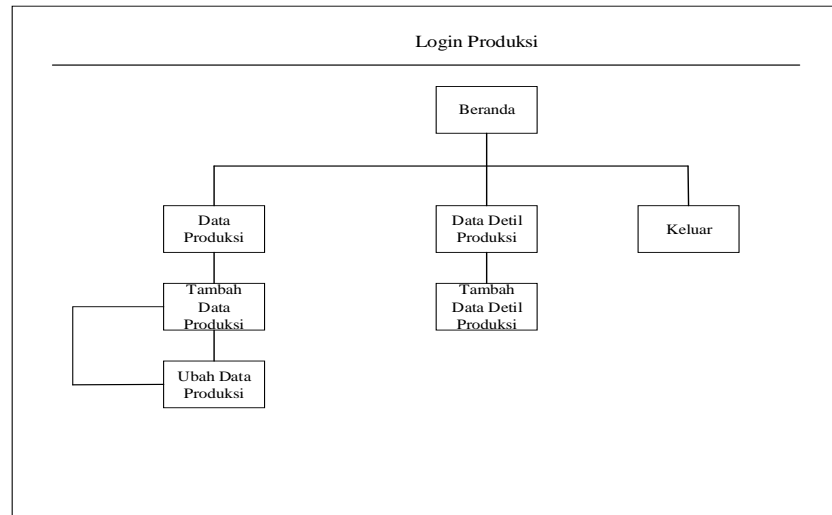 Login Produksi
Beranda
Data
Produksi
Data Detil
Produksi
Keluar
Tambah
Data
Produksi
Tambah
Data Detil
Produksi
Ubah Data
Produksi